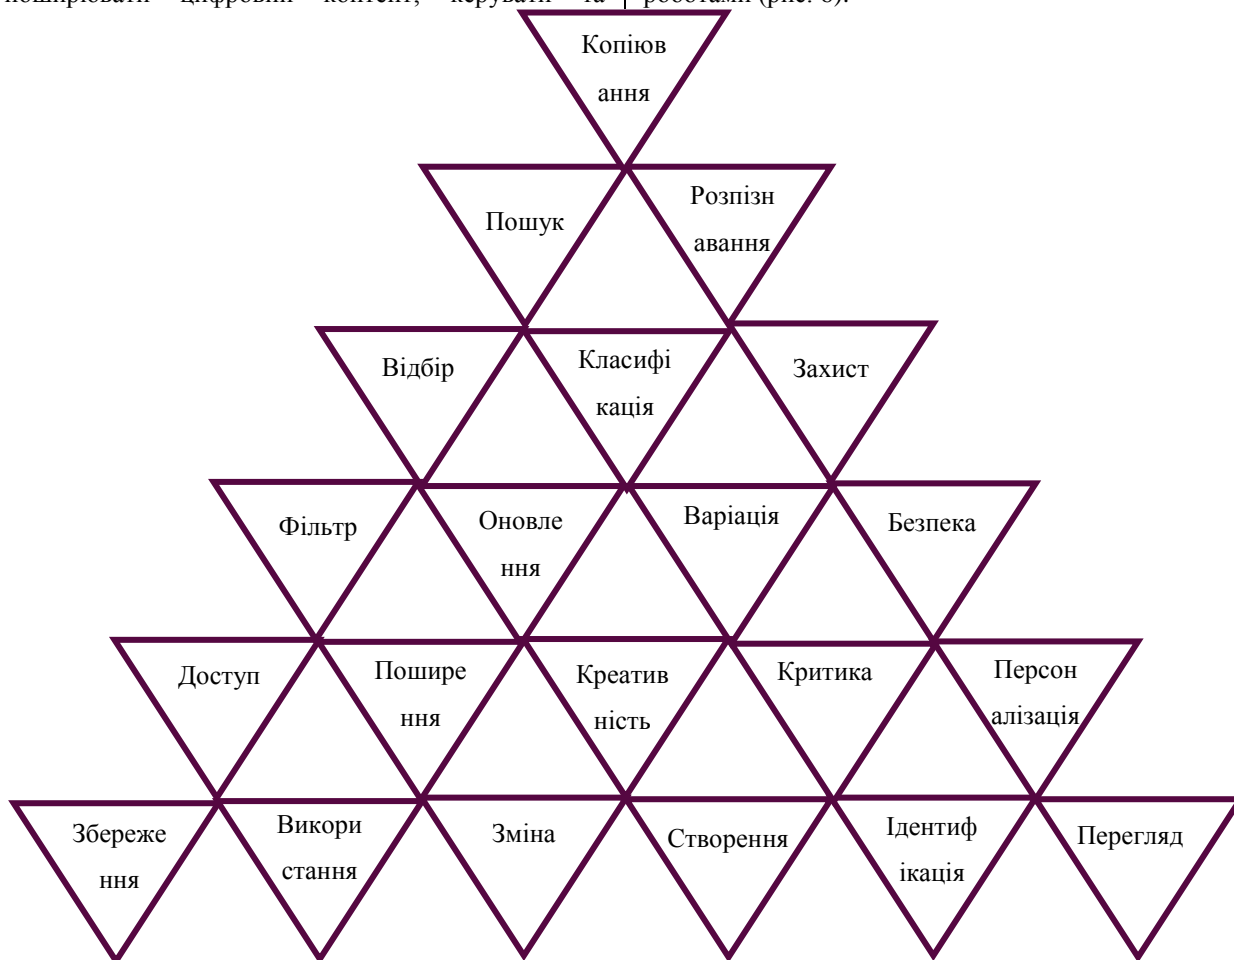 поширювати цифровий контент, керувати та
роботами (рис. 6).
Копіюв
ання
Пошук
Розпізн
авання
Відбір
Класифі
кація
Захист
Фільтр
Оновле
ння
Варіація
Безпека
Доступ
Пошире
ння
Креатив
ність
Критика
Персон
алізація
Збереже
ння
Викори
стання
Зміна
Створення
Ідентиф
ікація
Перегляд